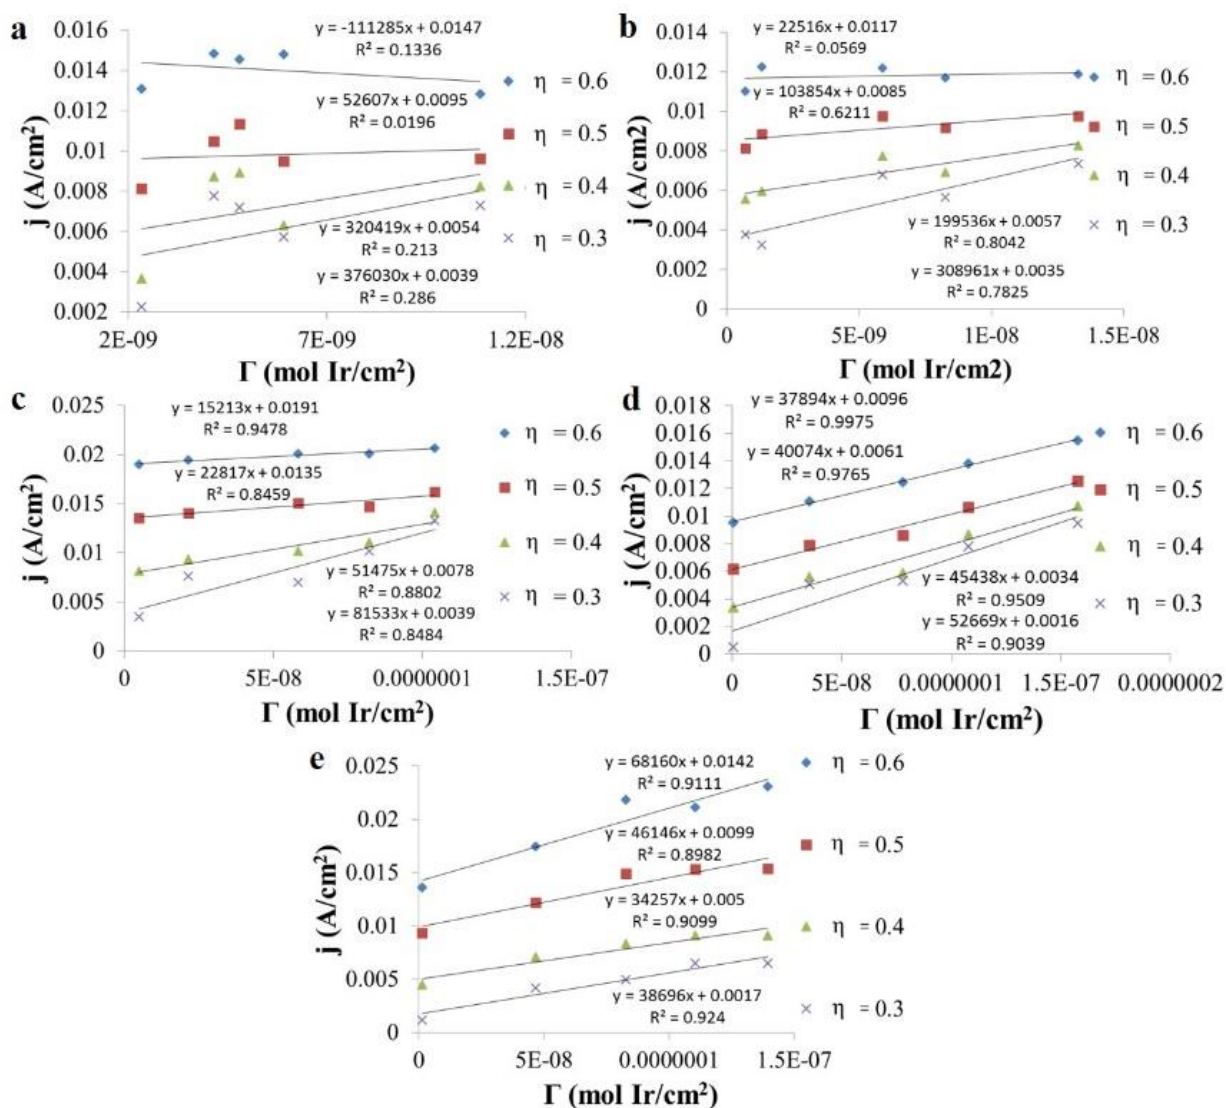 a
0.016
0.014
0.012
0.01
0.008
0.006
0.004
0.002
j (A/cm²)
y = -111285x + 0.0147
R² = 0.1336
y = 52607x + 0.0095
R² = 0.0196
y = 320419x + 0.0054
R² = 0.213
y = 376030x + 0.0039
R² = 0.286
η = 0.6
η = 0.5
η = 0.4
η = 0.3
2E-09 7E-09 1.2E-08
Γ (mol Ir/cm²)
b
0.014
0.012
0.01
0.008
0.006
0.004
0.002
0
j (A/cm2)
y = 22516x + 0.0117
R² = 0.0569
y = 103854x + 0.0085
R² = 0.6211
y = 199536x + 0.0057
R² = 0.8042
y = 308961x + 0.0035
R² = 0.7825
η = 0.6
η = 0.5
η = 0.4
η = 0.3
0 5E-09 1E-08 1.5E-08
Γ (mol Ir/cm2)
c
0.025
0.02
0.015
0.01
0.005
0
j (A/cm²)
y = 15213x + 0.0191
R² = 0.9478
y = 22817x + 0.0135
R² = 0.8459
y = 51475x + 0.0078
R² = 0.8802
y = 81533x + 0.0039
R² = 0.8484
η = 0.6
η = 0.5
η = 0.4
η = 0.3
0 5E-08 0.0000001 1.5E-07
Γ (mol Ir/cm²)
d
0.018
0.016
0.014
0.012
0.01
0.008
0.006
0.004
0.002
0
j (A/cm²)
y = 37894x + 0.0096
R² = 0.9975
y = 40074x + 0.0061
R² = 0.9765
y = 45438x + 0.0034
R² = 0.9509
y = 52669x + 0.0016
R² = 0.9039
η = 0.6
η = 0.5
η = 0.4
η = 0.3
0 5E-08 0.0000001 1.5E-07 0.0000002
Γ (mol Ir/cm²)
e
0.025
0.02
0.015
0.01
0.005
0
j (A/cm²)
y = 68160x + 0.0142
R² = 0.9111
y = 46146x + 0.0099
R² = 0.8982
y = 34257x + 0.005
R² = 0.9099
y = 38696x + 0.0017
R² = 0.924
η = 0.6
η = 0.5
η = 0.4
η = 0.3
0 5E-08 0.0000001 1.5E-07
Γ (mol Ir/cm²)